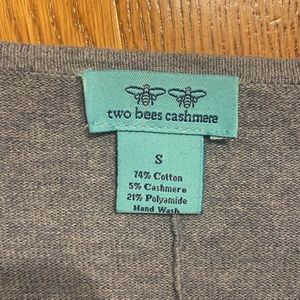 two bees cashmere
S
74% Cotton
5% Cashmere
21% Polyamide
Hand Wash